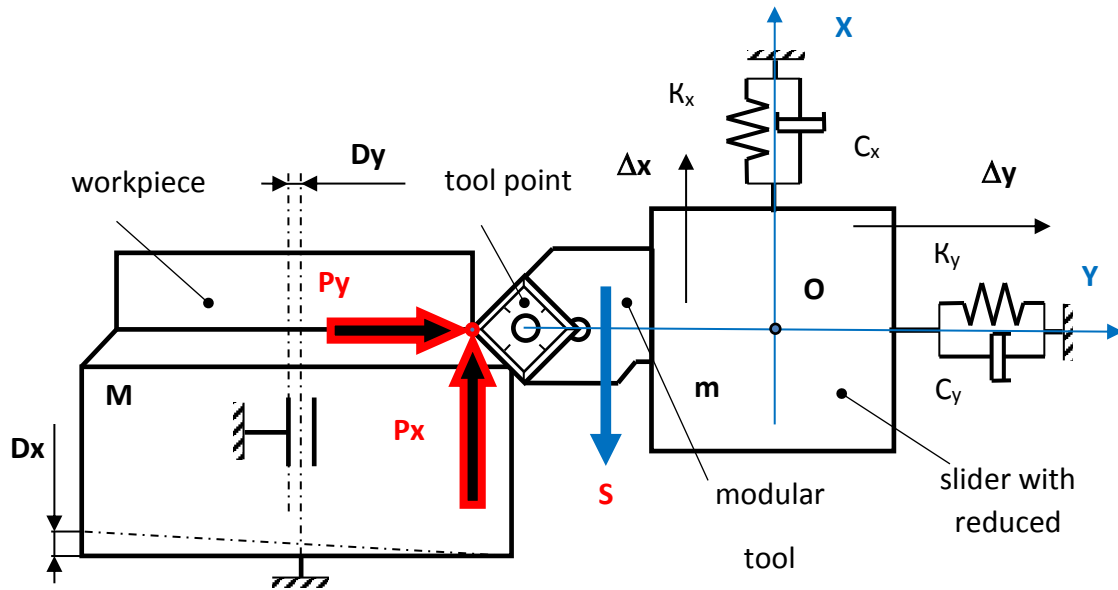 X
Kx
Cx
Dy
workpiece
tool point
Δx
Δy
Ky
Py
O
Y
M
m
Cy
Dx
Px
S
modular
tool
slider with
reduced